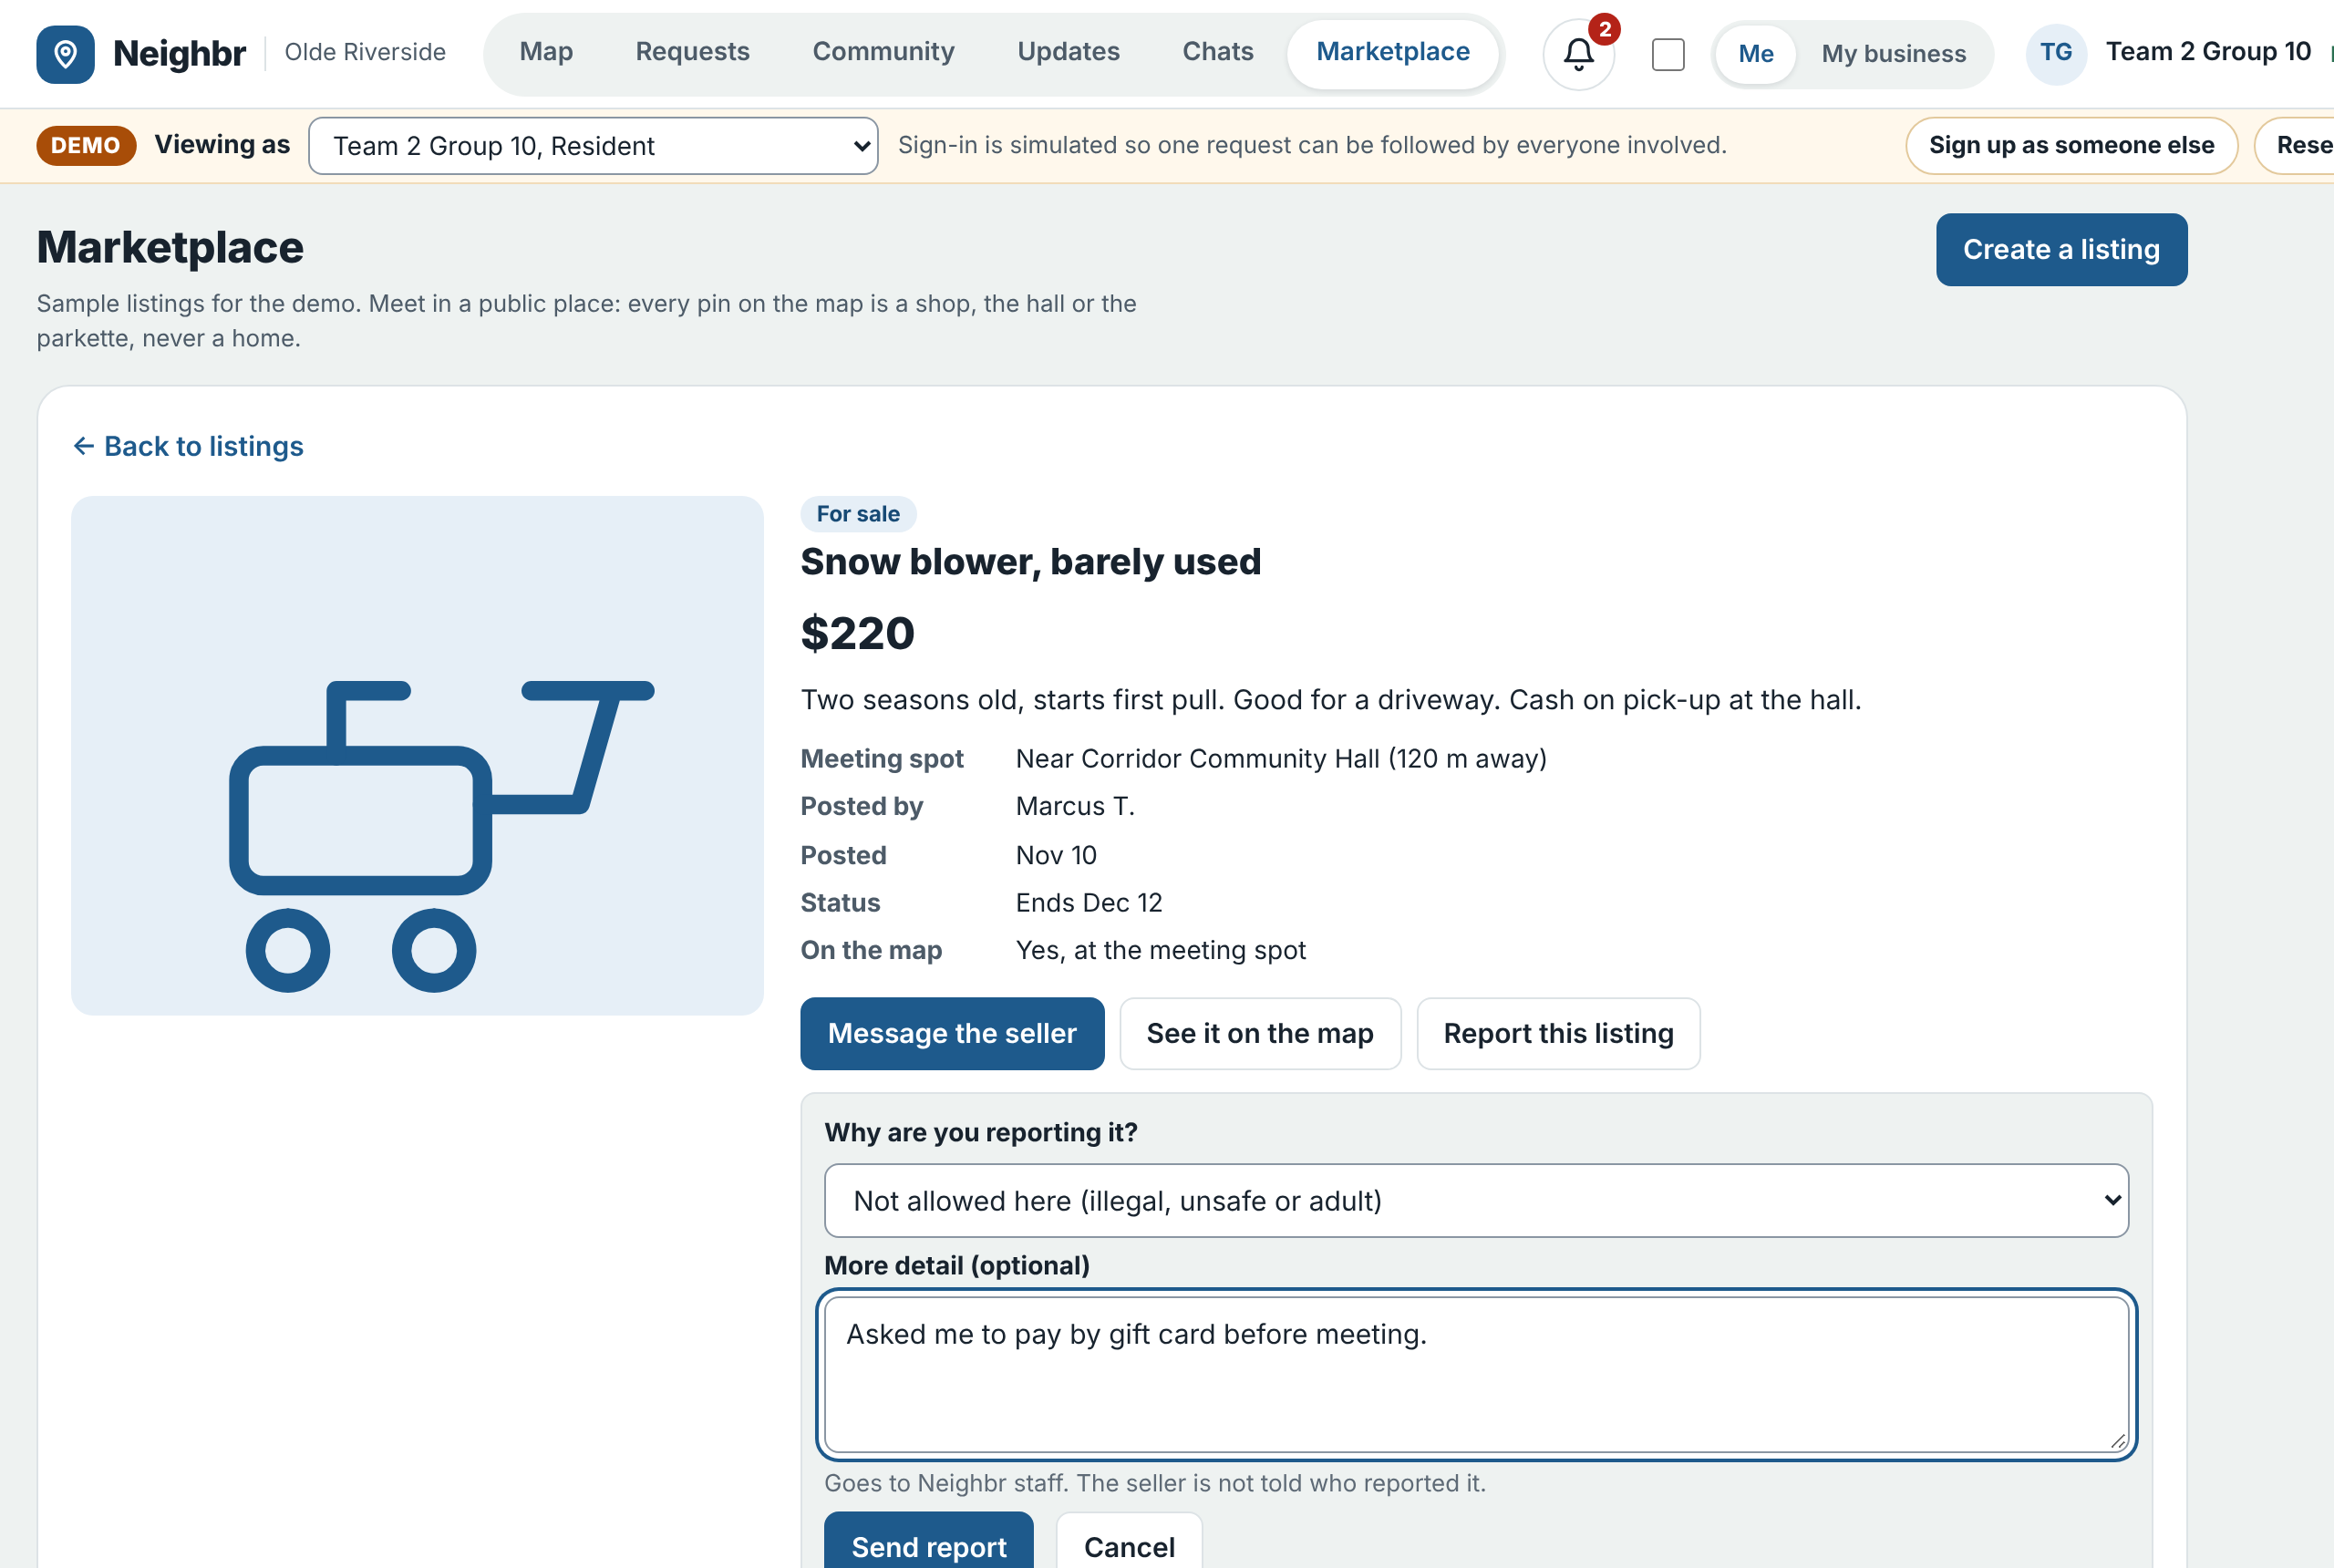 Neighbr
Olde Riverside
Map
Requests
Community
Updates
Chats
Marketplace
2
Me
My business
TG
Team 2 Group 10
DEMO
Viewing as
Team 2 Group 10, Resident
Sign-in is simulated so one request can be followed by everyone involved.
Sign up as someone else
Marketplace
Create a listing
Sample listings for the demo. Meet in a public place: every pin on the map is a shop, the hall or the
parkette, never a home.
← Back to listings
For sale
Snow blower, barely used
$220
Two seasons old, starts first pull. Good for a driveway. Cash on pick-up at the hall.
Meeting spot Near Corridor Community Hall (120 m away)
Posted by Marcus T.
Posted Nov 10
Status Ends Dec 12
On the map Yes, at the meeting spot
Message the seller
See it on the map
Report this listing
Why are you reporting it?
Not allowed here (illegal, unsafe or adult)
More detail (optional)
Asked me to pay by gift card before meeting.
Goes to Neighbr staff. The seller is not told who reported it.
Send report
Cancel